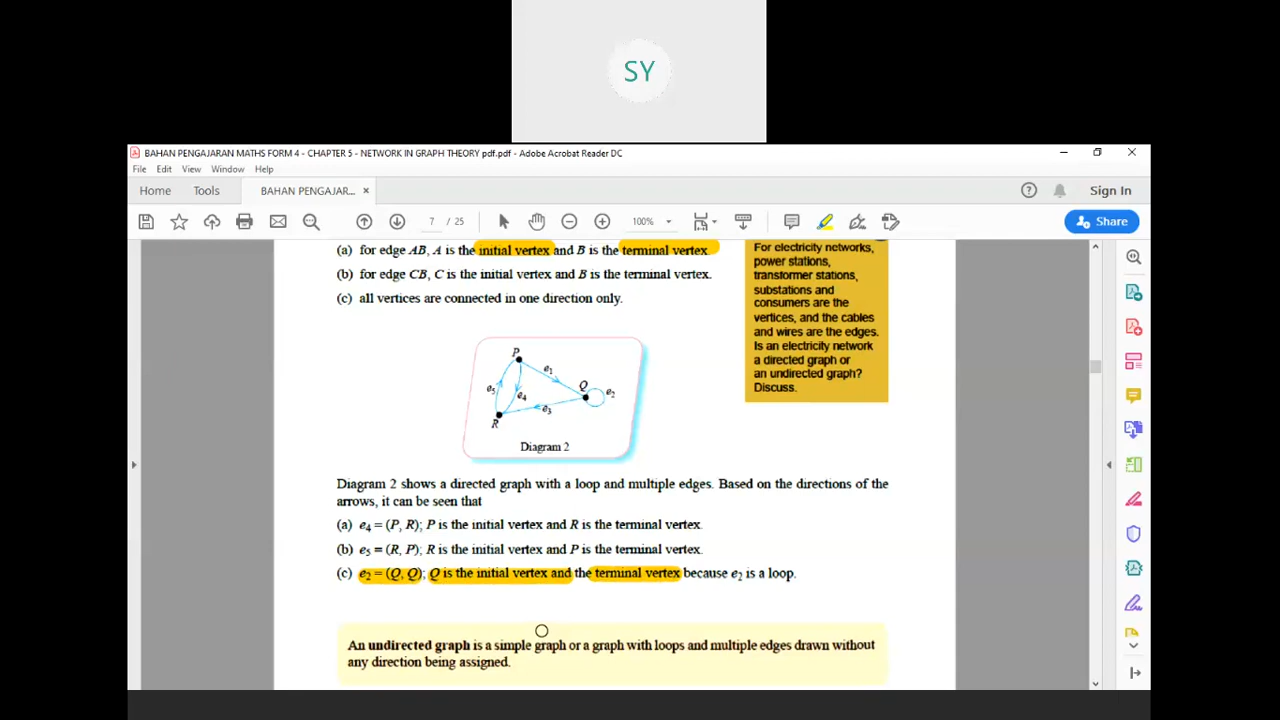 SY
BAHAN PENGAJARAN MATHS FORM 4 - CHAPTER 5 - NETWORK IN GRAPH THEORY pdf.pdf - Adobe Acrobat Reader DC
File Edit View Window Help
Home Tools BAHAN PENGAJAR... × Sign In
7 / 25 100% Share
(a) for edge AB, A is the initial vertex and B is the terminal vertex.
(b) for edge CB, C is the initial vertex and B is the terminal vertex.
(c) all vertices are connected in one direction only.
For electricity networks,
power stations,
transformer stations,
substations and
consumers are the
vertices, and the cables
and wires are the edges.
Is an electricity network
a directed graph or
an undirected graph?
Discuss.
P
e1
Q
e2
e5
e4
e3
R
Diagram 2
Diagram 2 shows a directed graph with a loop and multiple edges. Based on the directions of the
arrows, it can be seen that
(a) e4 = (P, R); P is the initial vertex and R is the terminal vertex.
(b) e5 = (R, P); R is the initial vertex and P is the terminal vertex.
(c) e2 = (Q, Q); Q is the initial vertex and the terminal vertex because e2 is a loop.
An undirected graph is a simple graph or a graph with loops and multiple edges drawn without
any direction being assigned.